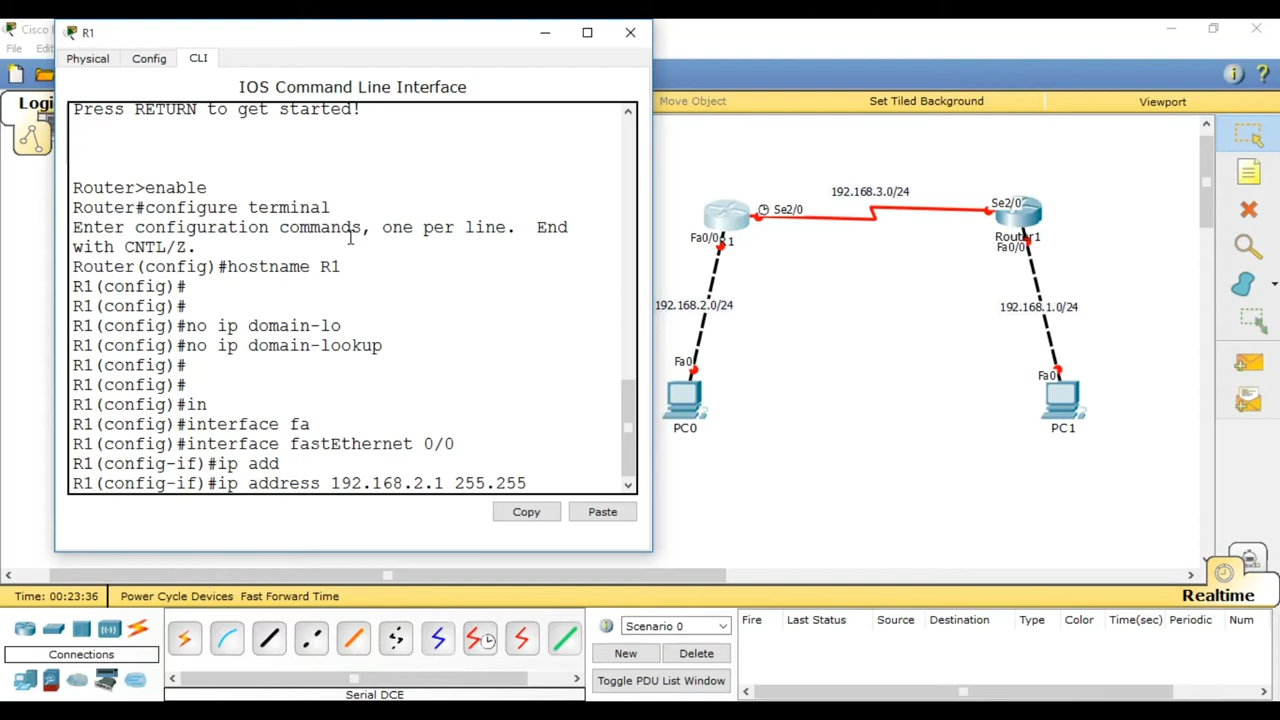 Cisco
R1
File
Edi
Physical
Config
CLI
IOS Command Line Interface
Logi
Move Object
Set Tiled Background
Viewport
Press RETURN to get started!
Router>enable
Router#configure terminal
Enter configuration commands, one per line.  End
with CNTL/Z.
Router(config)#hostname R1
R1(config)#
R1(config)#
R1(config)#no ip domain-lo
R1(config)#no ip domain-lookup
R1(config)#
R1(config)#
R1(config)#in
R1(config)#interface fa
R1(config)#interface fastEthernet 0/0
R1(config-if)#ip add
R1(config-if)#ip address 192.168.2.1 255.255
Copy
Paste
192.168.3.0/24
Se2/0
Se2/0
Fa0/0
1
Router1
Fa0/0
192.168.2.0/24
192.168.1.0/24
Fa0
Fa0
PC0
PC1
Time: 00:23:36
Power Cycle Devices
Fast Forward Time
Realtime
Scenario 0
Fire
Last Status
Source
Destination
Type
Color
Time(sec)
Periodic
Num
Connections
New
Delete
Toggle PDU List Window
Serial DCE